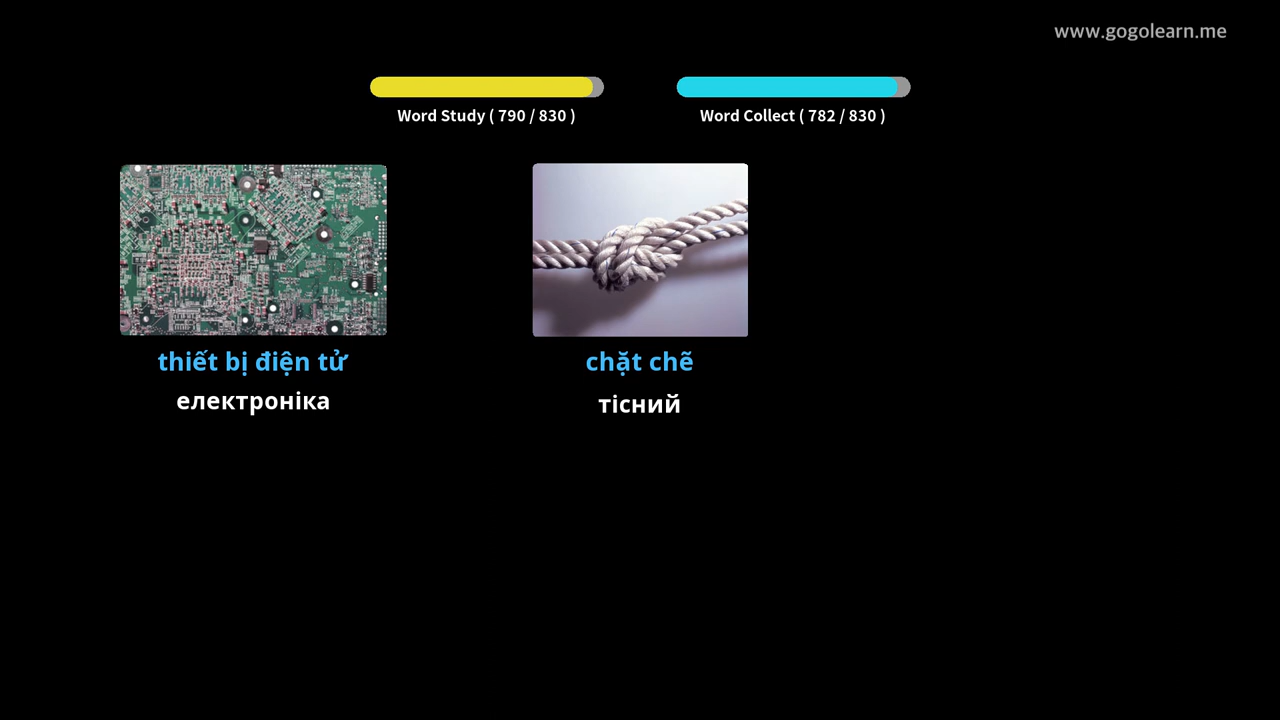 www.gogolearn.me
Word Study ( 790 / 830 )
Word Collect ( 782 / 830 )
thiết bị điện tử
електроніка
chặt chẽ
тісний